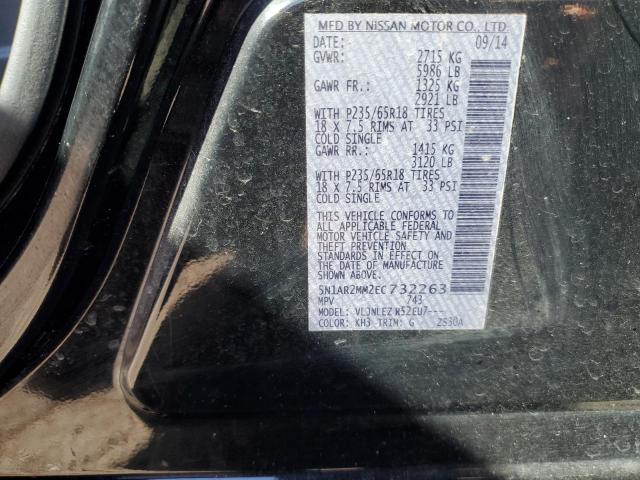 MFD BY NISSAN MOTOR CO., LTD.
DATE: 09/14
GVWR: 2715 KG
5986 LB
GAWR FR.: 1325 KG
2921 LB
WITH P235/65R18 TIRES
18 X 7.5 RIMS AT 33 PSI
COLD SINGLE
GAWR RR.: 1415 KG
3120 LB
WITH P235/65R18 TIRES
18 X 7.5 RIMS AT 33 PSI
COLD SINGLE
THIS VEHICLE CONFORMS TO
ALL APPLICABLE FEDERAL
MOTOR VEHICLE SAFETY AND
THEFT PREVENTION
STANDARDS IN EFFECT ON THE
DATE OF MFR. SHOWN ABOVE.
5N1AR2MM2EC732263
MPV 743
MODEL: VLJNLEZ R52EU7----
COLOR: KH3 TRIM: G 2530A